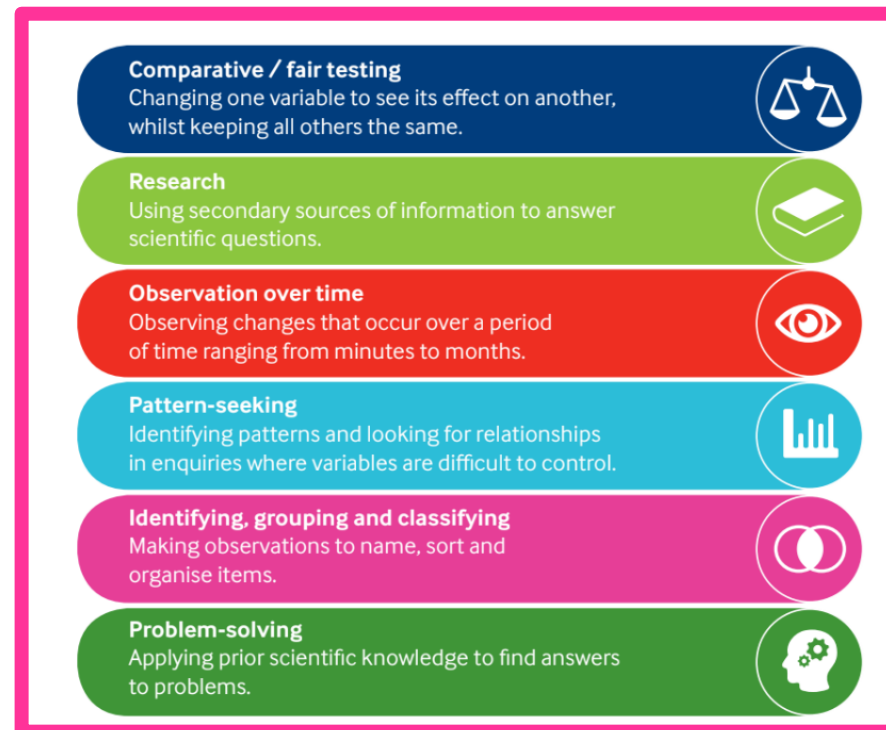 Comparative / fair testing
Changing one variable to see its effect on another,
whilst keeping all others the same.
Research
Using secondary sources of information to answer
scientific questions.
Observation over time
Observing changes that occur over a period
of time ranging from minutes to months.
Pattern-seeking
Identifying patterns and looking for relationships
in enquiries where variables are difficult to control.
Identifying, grouping and classifying
Making observations to name, sort and
organise items.
Problem-solving
Applying prior scientific knowledge to find answers
to problems.